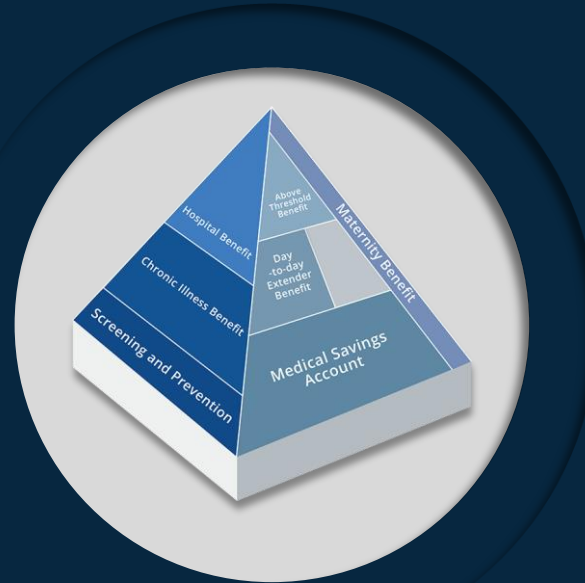 Hospital Benefit
Chronic Illness Benefit
Screening and Prevention
Above
Threshold
Benefit
Day
-to-day
Extender
Benefit
Medical Savings
Account
Maternity Benefit